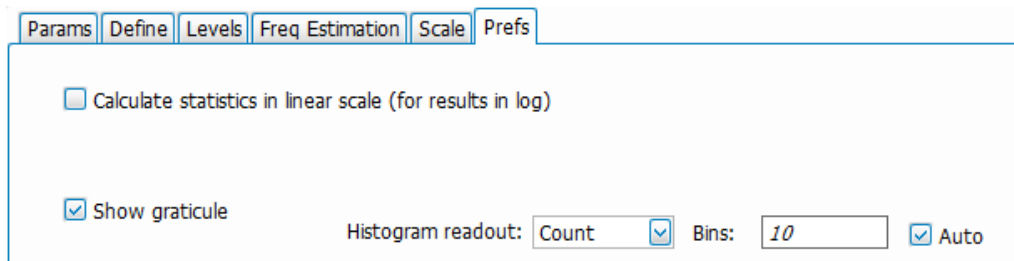 Params Define Levels Freq Estimation Scale Prefs
Calculate statistics in linear scale (for results in log)
Show graticule
Histogram readout: Count Bins: 10 Auto